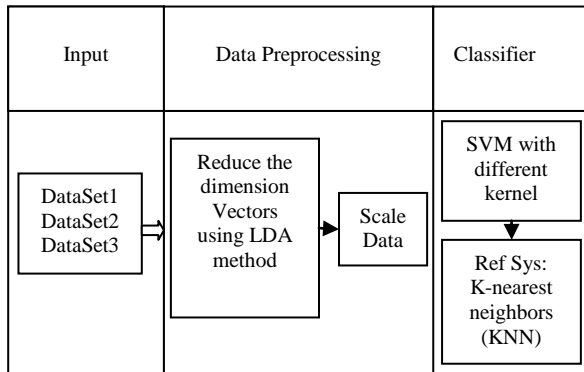 Input
Data Preprocessing
Classifier
DataSet1
DataSet2
DataSet3
Reduce the
dimension
Vectors
using LDA
method
Scale
Data
SVM with
different
kernel
Ref Sys:
K-nearest
neighbors
(KNN)